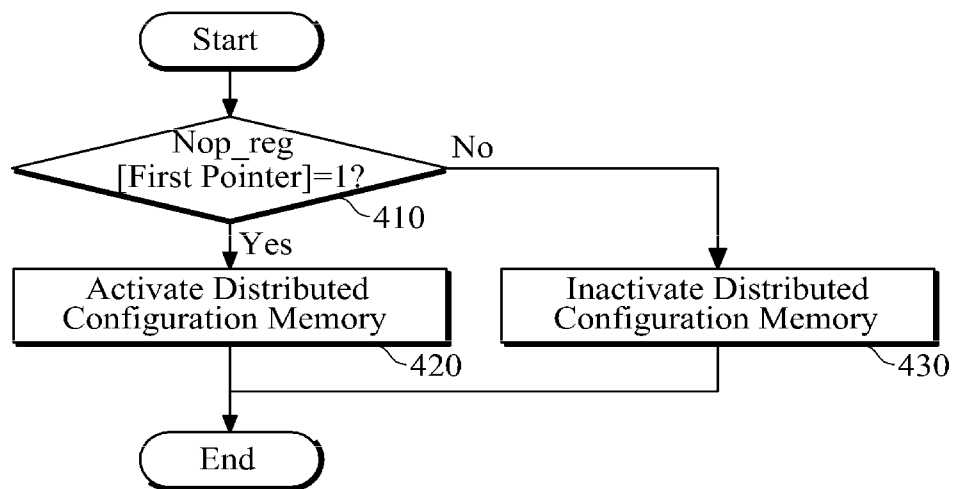 Start
Nop_reg
[First Pointer]=1?
No
410
Yes
Activate Distributed
Configuration Memory
Inactivate Distributed
Configuration Memory
420
430
End